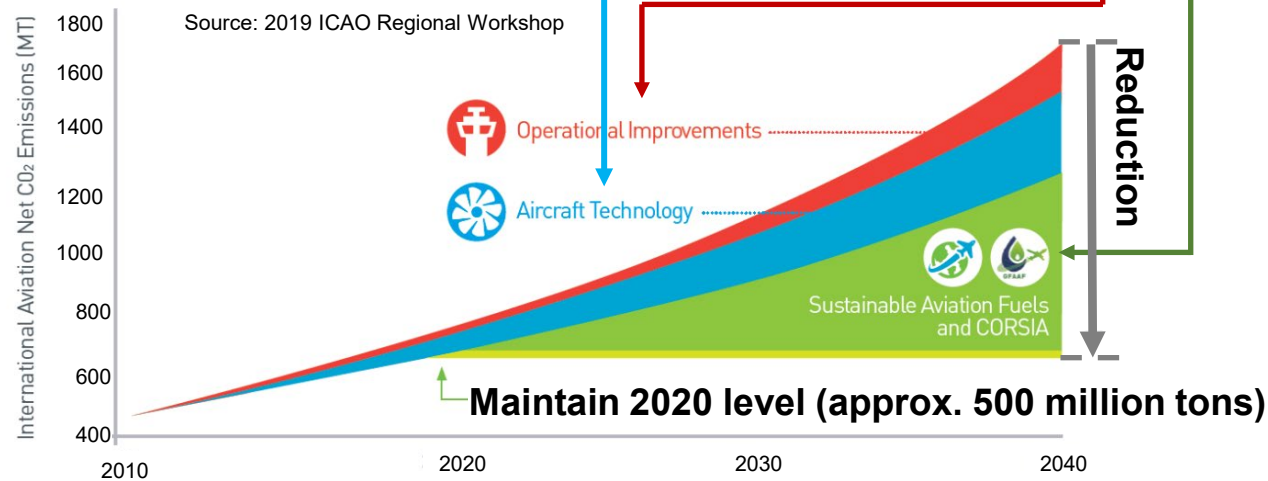 International Aviation Net CO2 Emissions (MT)
1800
1600
1400
1200
1000
800
600
400
Source: 2019 ICAO Regional Workshop
Operational Improvements
Aircraft Technology
Sustainable Aviation Fuels
and CORSIA
Reduction
Maintain 2020 level (approx. 500 million tons)
2010
2020
2030
2040